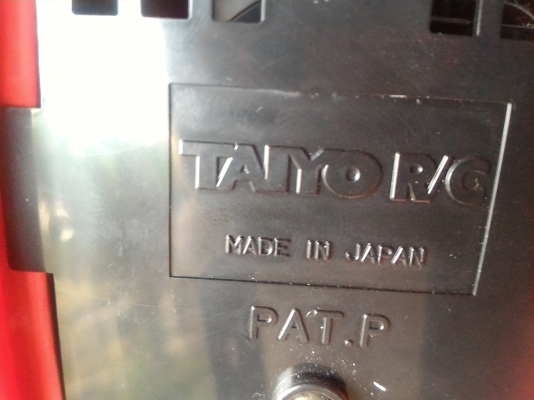 TAIYO R/C
MADE IN JAPAN
PAT.P